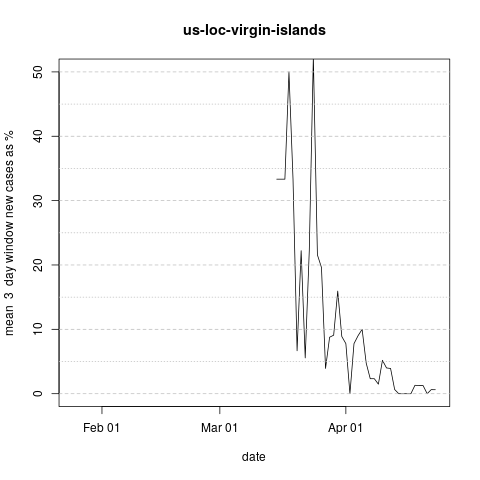 us-loc-virgin-islands
mean 3 day window new cases as %
50
40
30
20
10
0
Feb 01
Mar 01
Apr 01
date